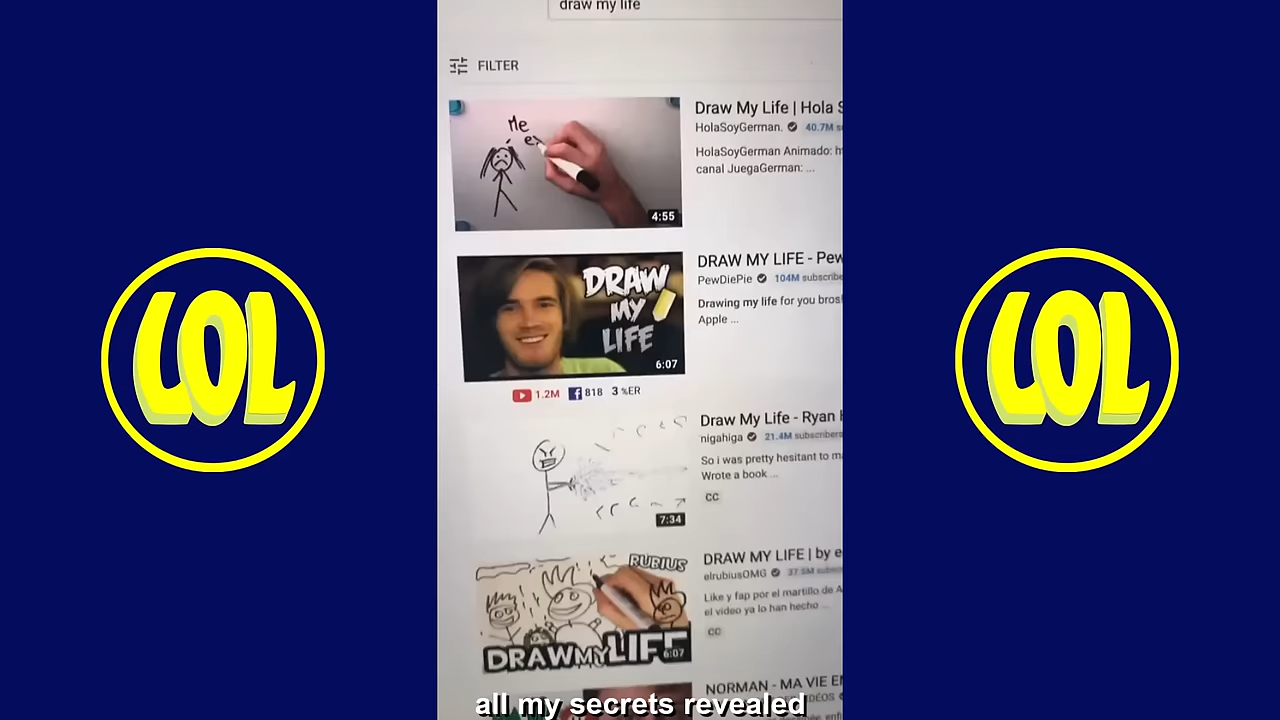 draw my life
FILTER
Me
4:55
Draw My Life | Hola S
HolaSoyGerman. 40.7M
HolaSoyGerman Animado:
canal JuegaGerman: ...
DRAW
MY
LIFE
6:07
DRAW MY LIFE - Pew
PewDiePie 104M subscribe
Drawing my life for you bros!
Apple ...
1.2M 818 3 %ER
7:34
Draw My Life - Ryan
nigahiga 21.4M subscribers
So i was pretty hesitant to
Wrote a book ...
CC
RUBIUS
DRAW MY LIFE
6:07
DRAW MY LIFE | by e
elrubiusOMG
Like y fap por el martillo de A
el video ya lo han hecho ...
CC
NORMAN - MA VIE EN
all my secrets revealed
LOL
LOL